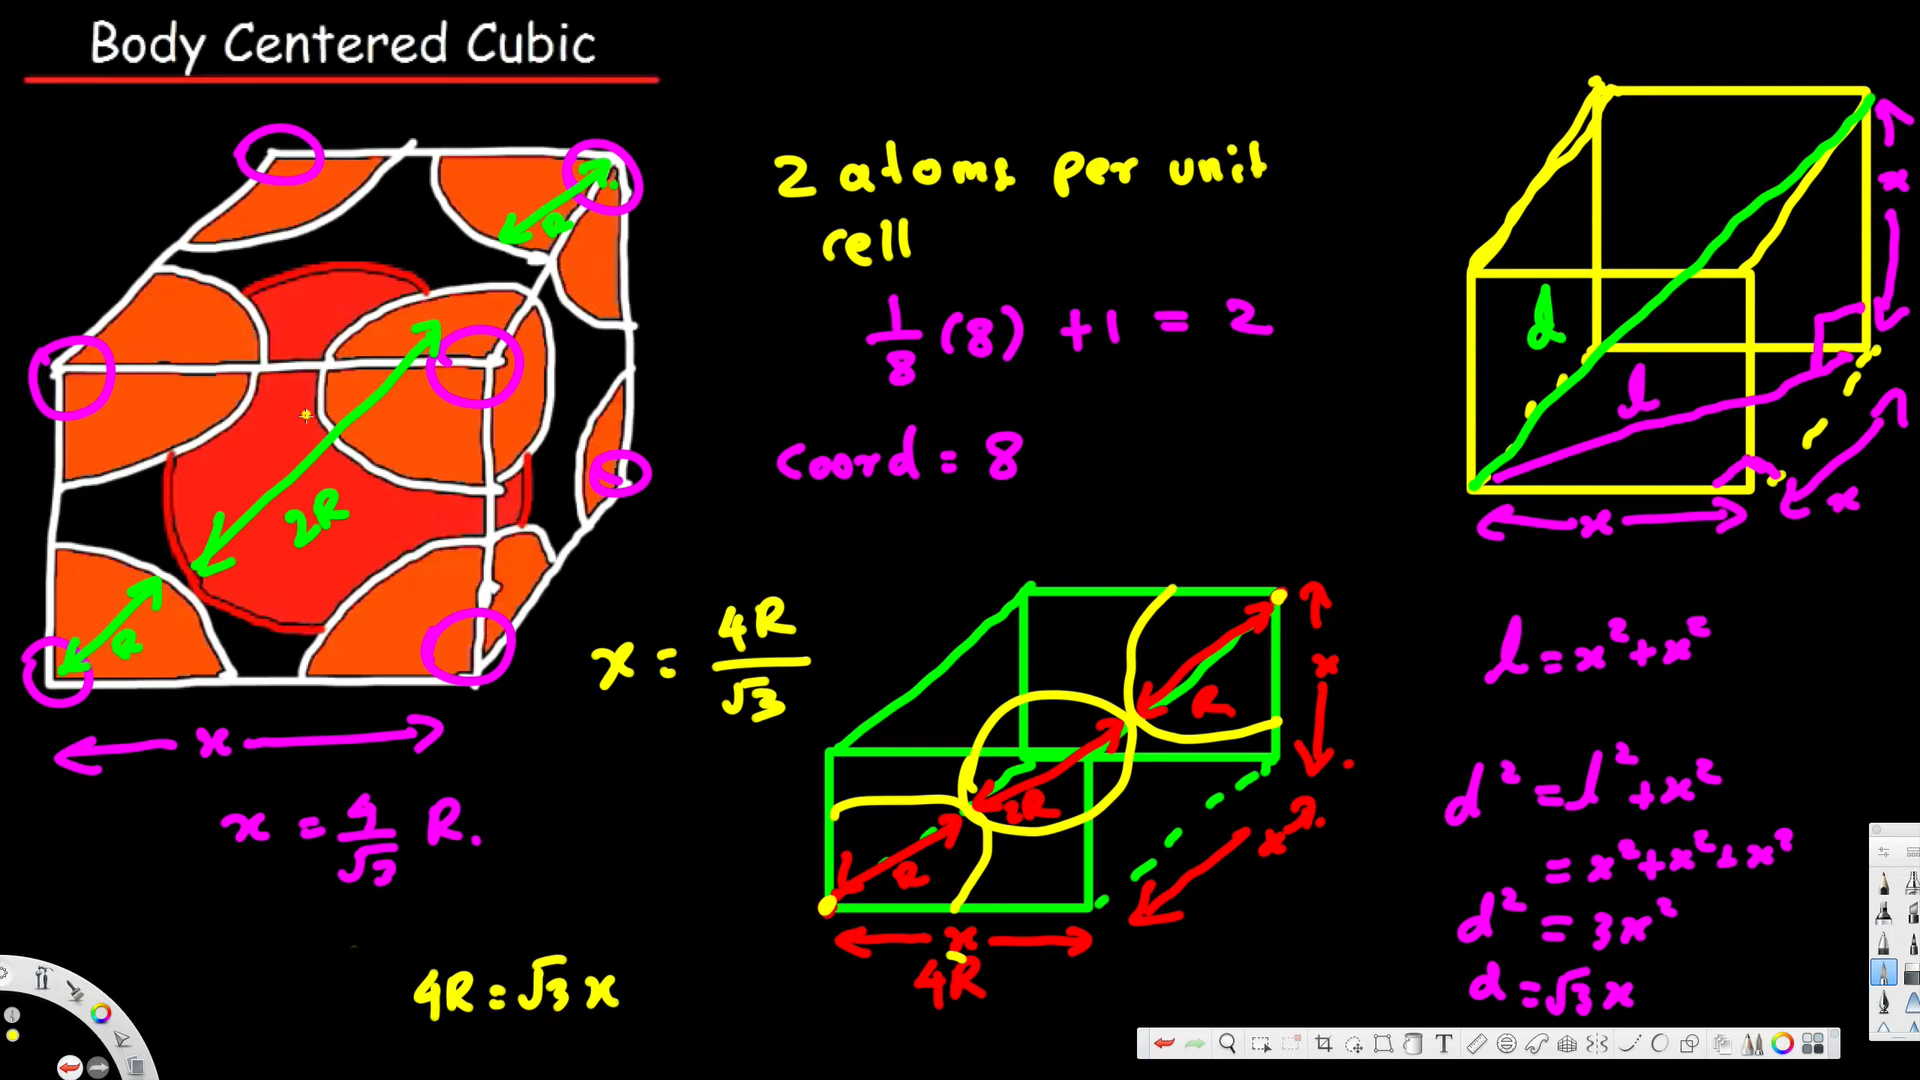 Body Centered Cubic
2 atoms per unit
cell
1/8 (8) + 1 = 2
coord = 8
R
2R
R
x
x = 4/√3 R.
4R = √3 x
x = 4R/√3
R
2R
R
x
x
x
4R
d
l
x
x
x
l = x² + x²
d² = l² + x²
= x² + x² + x²
d² = 3x²
d = √3 x
T